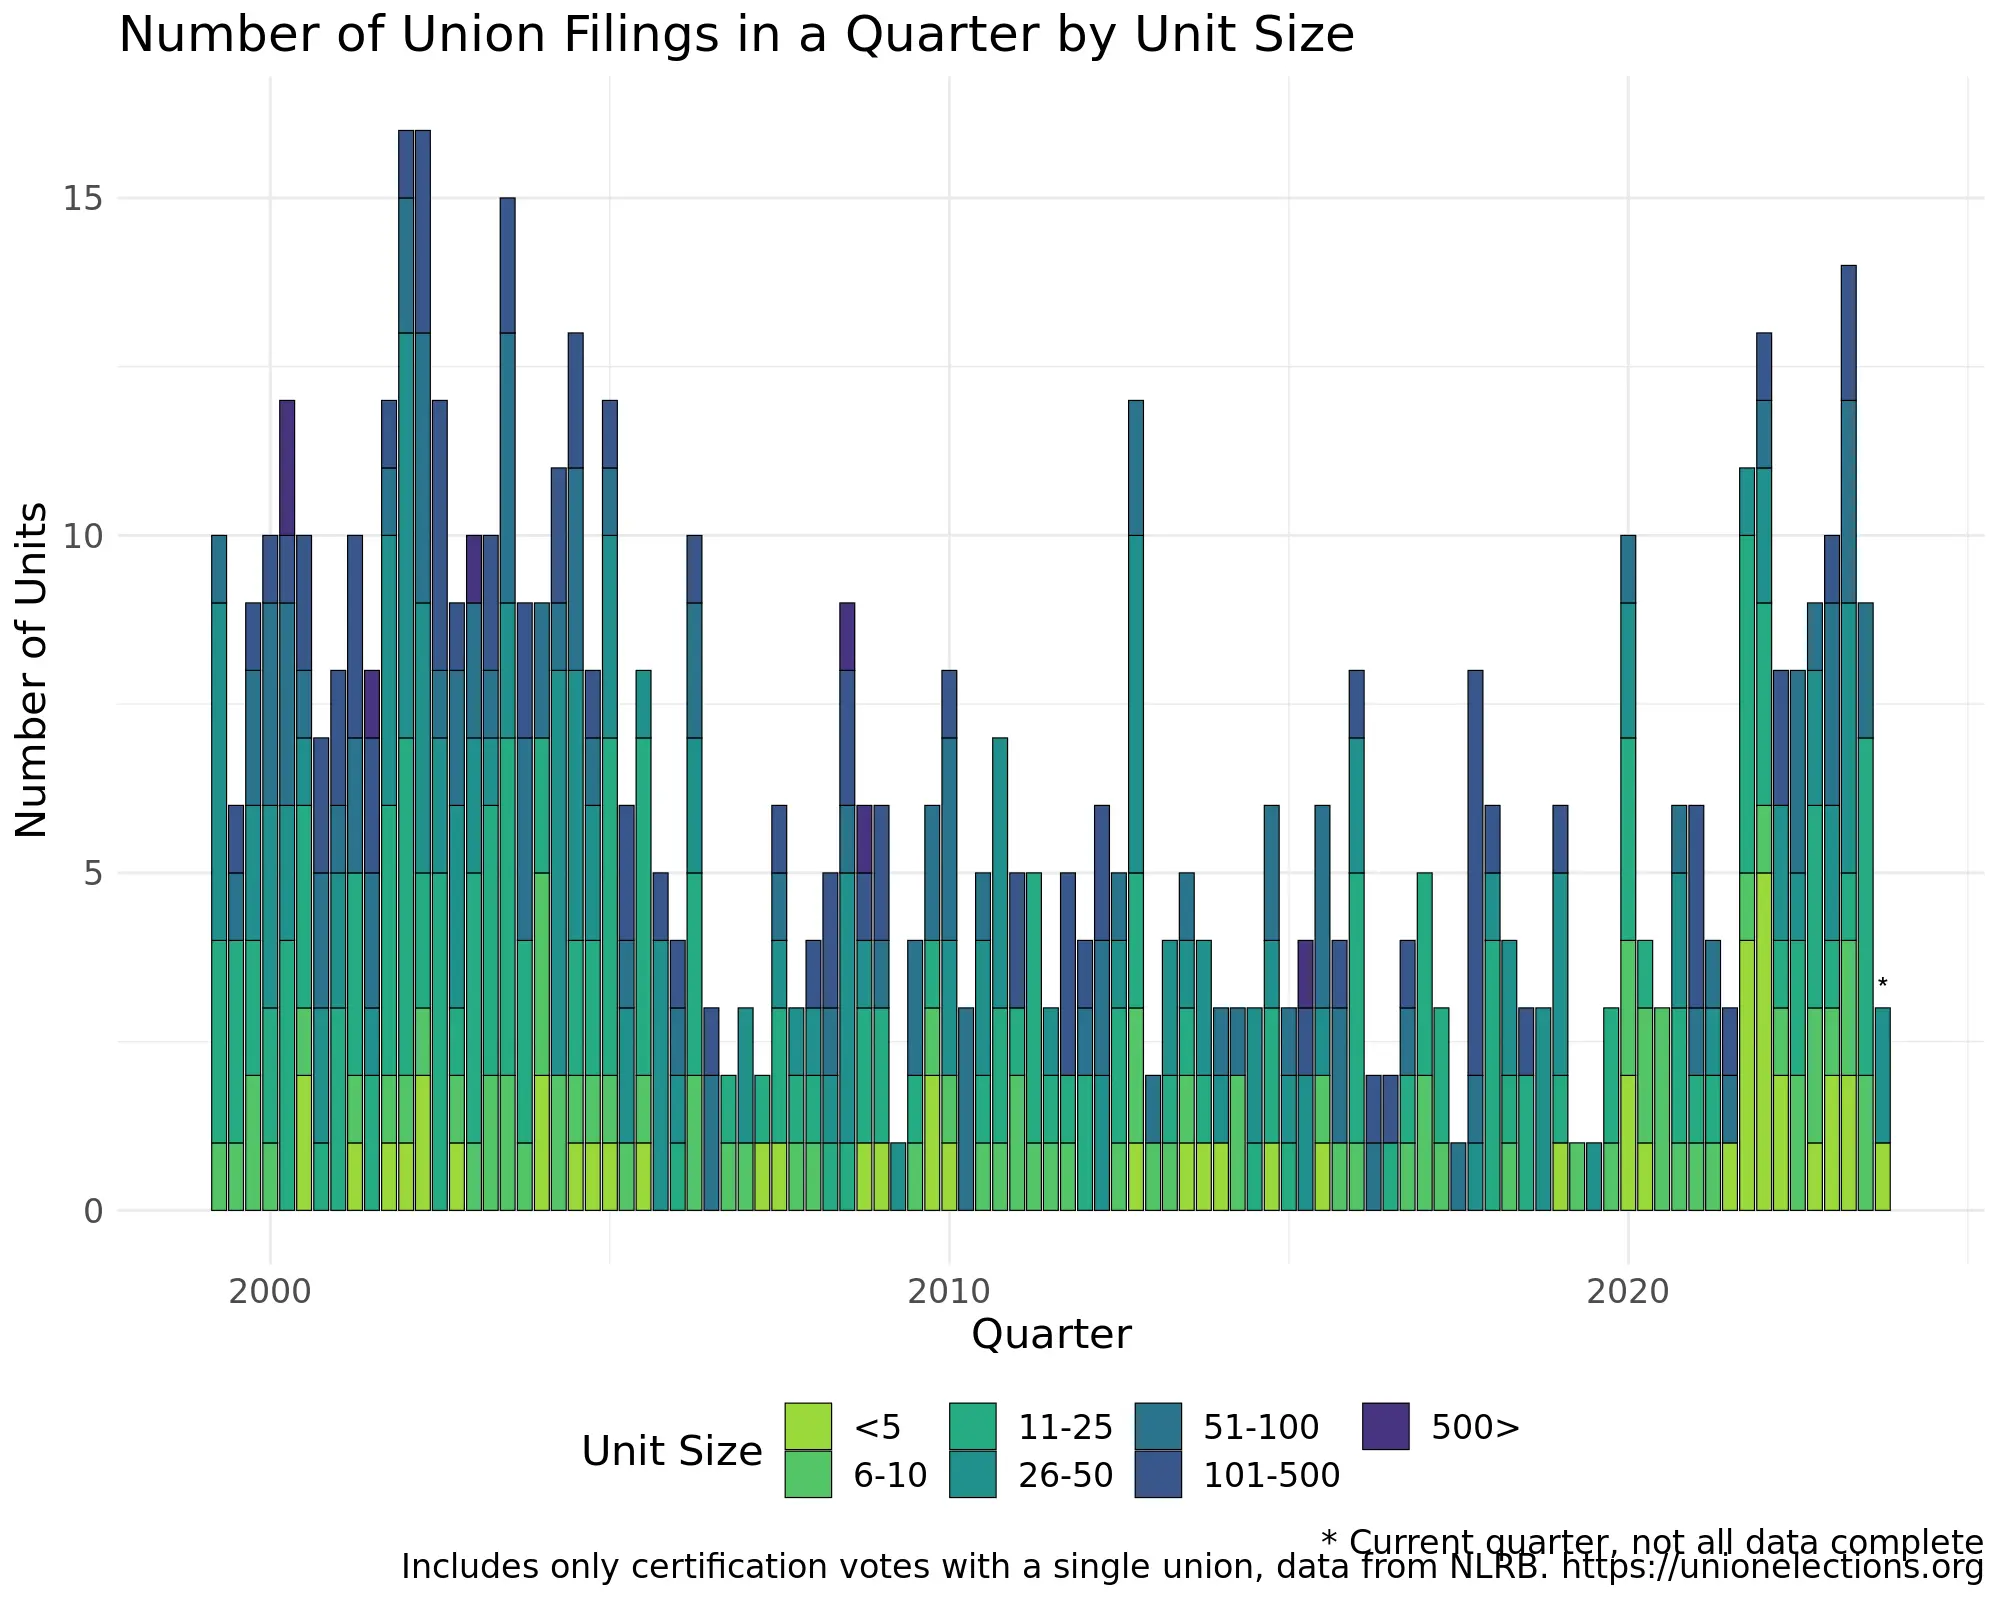 Number of Union Filings in a Quarter by Unit Size
Number of Units
15
10
5
0
*
2000 2010 2020
Quarter
Unit Size
<5 11-25 51-100 500>
6-10 26-50 101-500
* Current quarter, not all data complete
Includes only certification votes with a single union, data from NLRB. https://unionelections.org